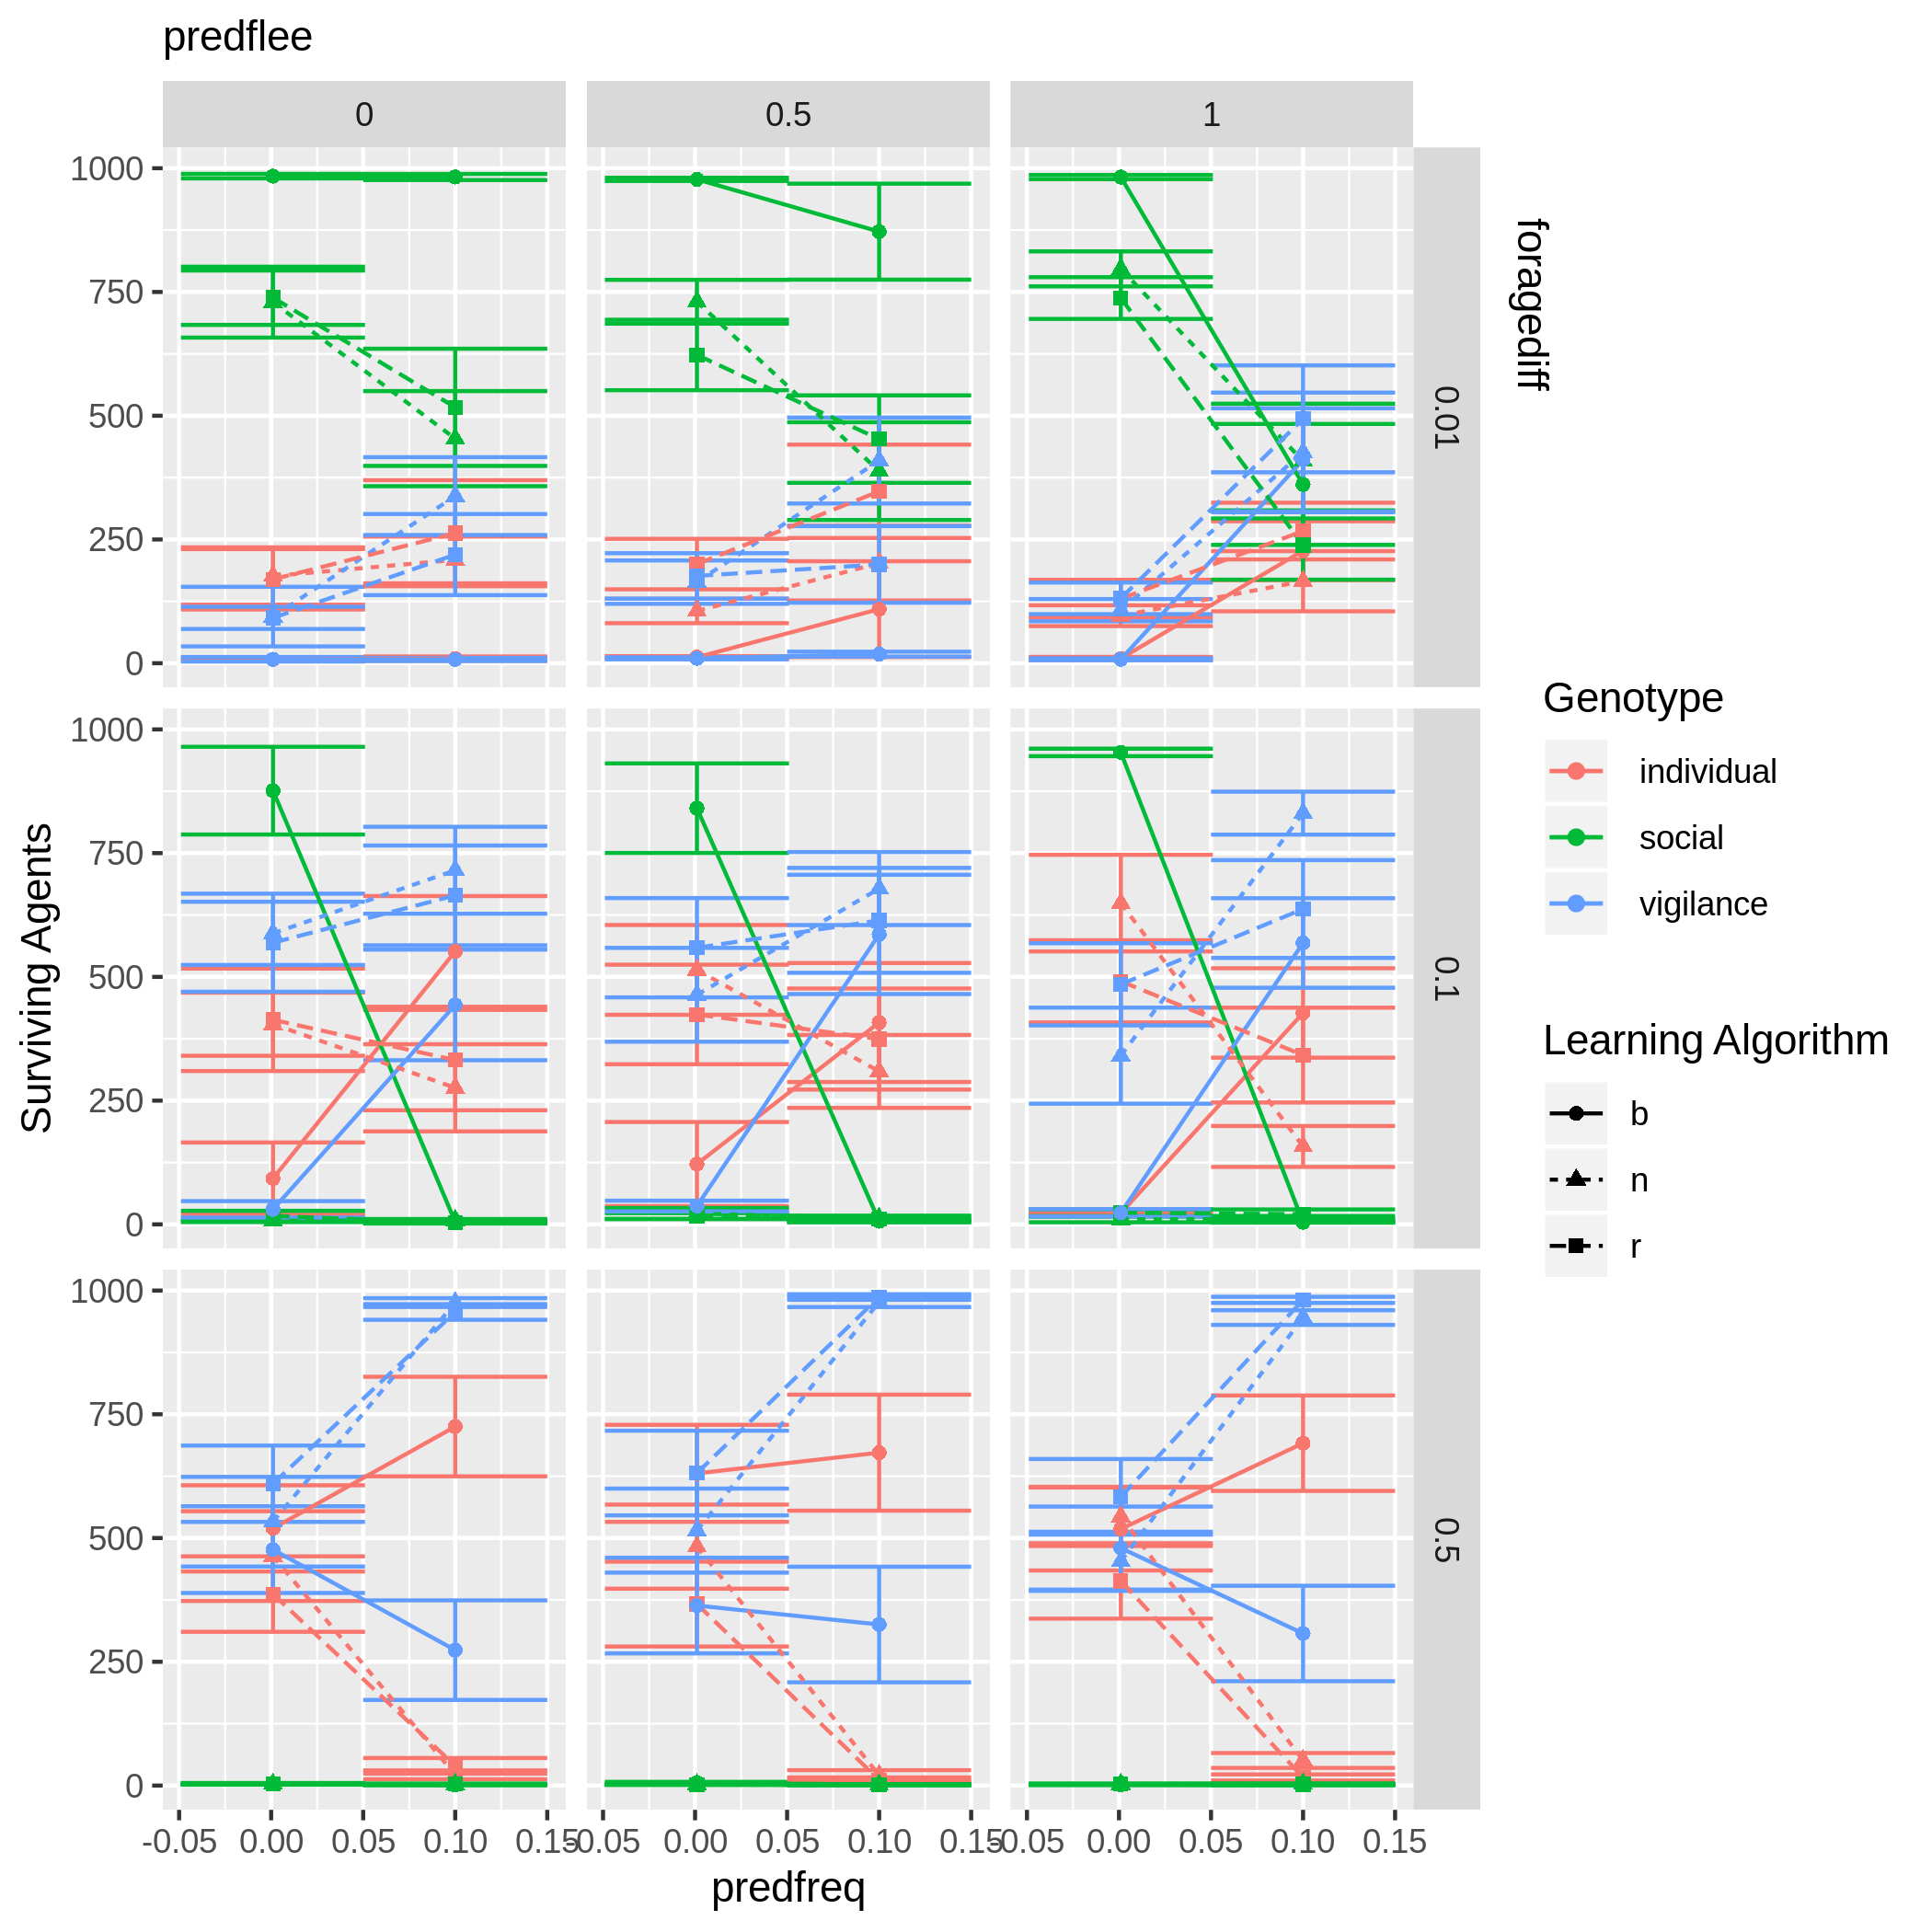 predflee
0 0.5 1
foragediff
1000
750
500
250
0
0.01
Surviving Agents
1000
750
500
250
0
0.1
1000
750
500
250
0
0.5
-0.05 0.00 0.05 0.10 0.15 -0.05 0.00 0.05 0.10 0.15 -0.05 0.00 0.05 0.10 0.15
predfreq
Genotype
individual
social
vigilance
Learning Algorithm
b
n
r